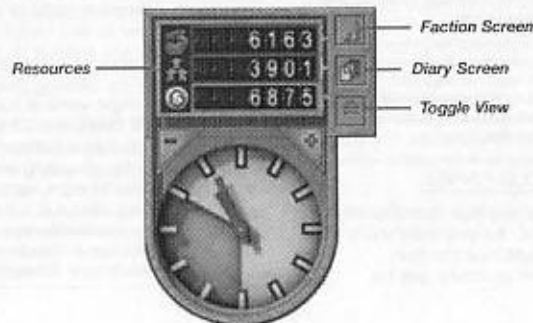 6163
Faction Screen
Resources
3901
Diary Screen
6875
Toggle View
- +